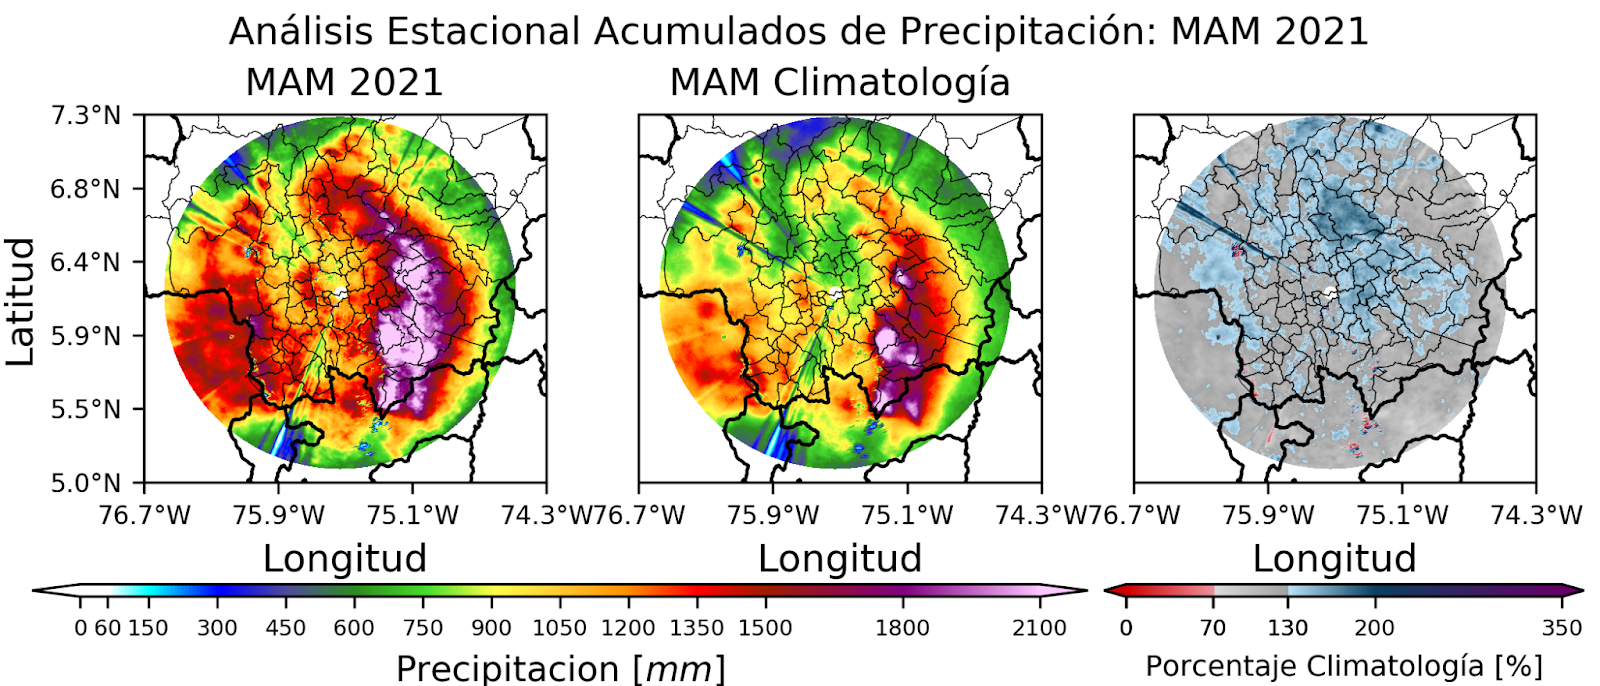 Análisis Estacional Acumulados de Precipitación: MAM 2021
MAM 2021
MAM Climatología
7.3°N
6.8°N
6.4°N
5.9°N
5.5°N
5.0°N
Latitud
76.7°W 75.9°W 75.1°W 74.3°W
76.7°W 75.9°W 75.1°W 74.3°W
76.7°W 75.9°W 75.1°W 74.3°W
Longitud Longitud Longitud
0 60 150 300 450 600 750 900 1050 1200 1350 1500 1800 2100
Precipitacion [mm]
0 70 130 200 350
Porcentaje Climatología [%]